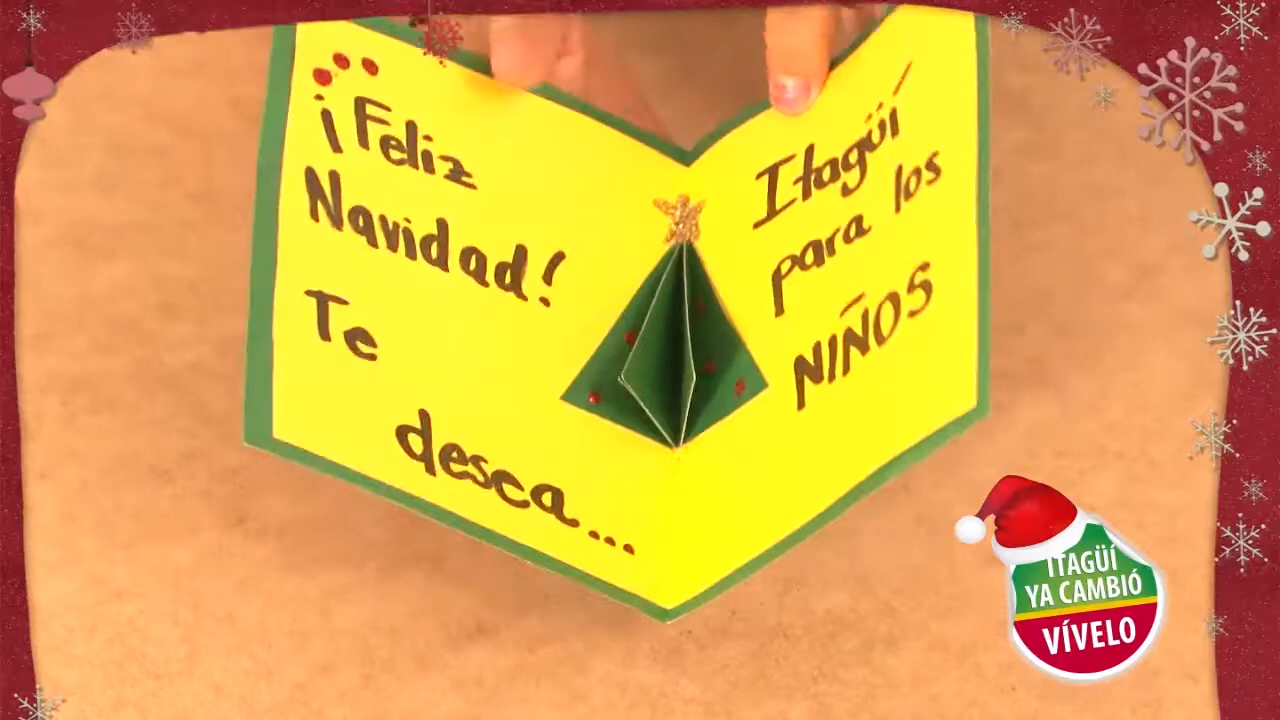 ¡Feliz
Navidad!
Te
desea...
Itagüí
para los
NIÑOS
ITAGÜÍ
YA CAMBIÓ
VÍVELO